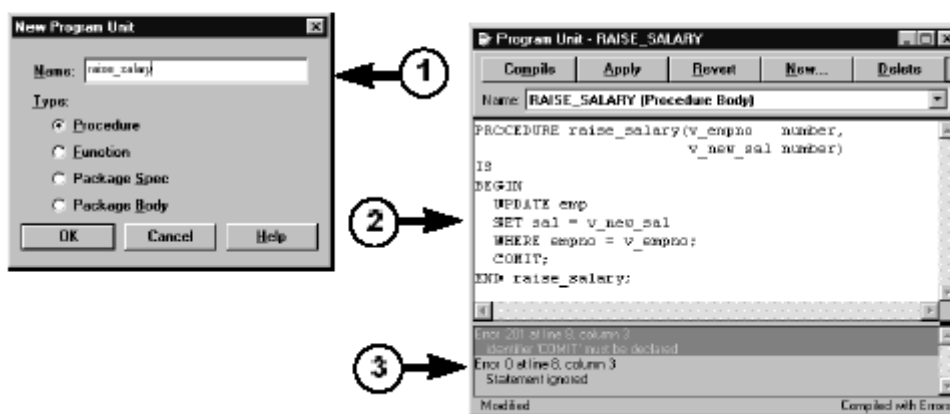 New Program Unit
Name: raise_salary
Type:
Procedure
Function
Package Spec
Package Body
OK Cancel Help
1
Program Unit - RAISE_SALARY
Compile Apply Revert New... Delete
Name: RAISE_SALARY (Procedure Body)
PROCEDURE raise_salary(v_empno number,
v_new_sal number)
IS
BEGIN
UPDATE emp
SET sal = v_new_sal
WHERE empno = v_empno;
COMIT;
END raise_salary;
2
Error 201 at line 8, column 3
identifier 'COMIT' must be declared
Error 0 at line 8, column 3
Statement ignored
3
Modified Compiled with Errors